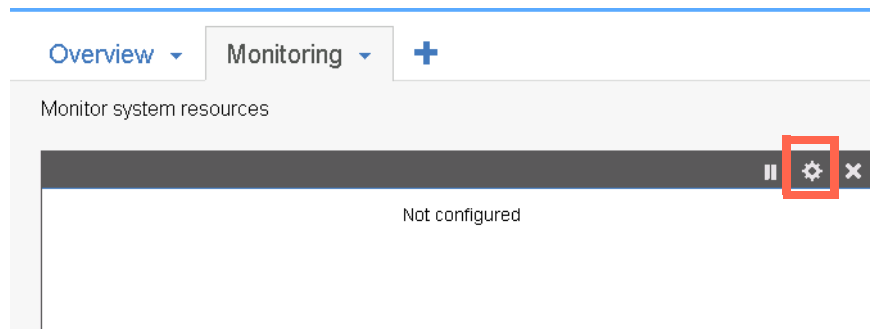 Overview
Monitoring
Monitor system resources
Not configured